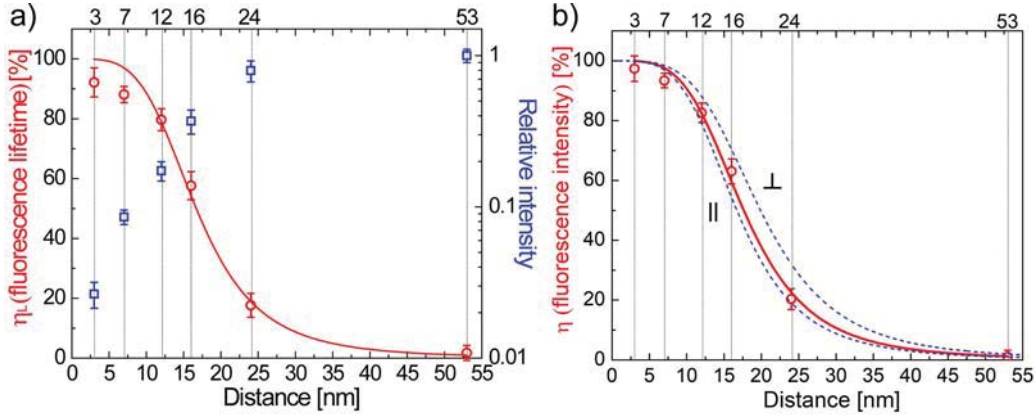 a)
3 7 12 16 24 53
η_L(fluorescence lifetime)[%]
100
80
60
40
20
0
1
0.1
0.01
Relative intensity
0 5 10 15 20 25 30 35 40 45 50 55
Distance [nm]
b)
3 7 12 16 24 53
η (fluorescence intensity) [%]
100
80
60
40
20
0
⊥
||
0 5 10 15 20 25 30 35 40 45 50 55
Distance [nm]